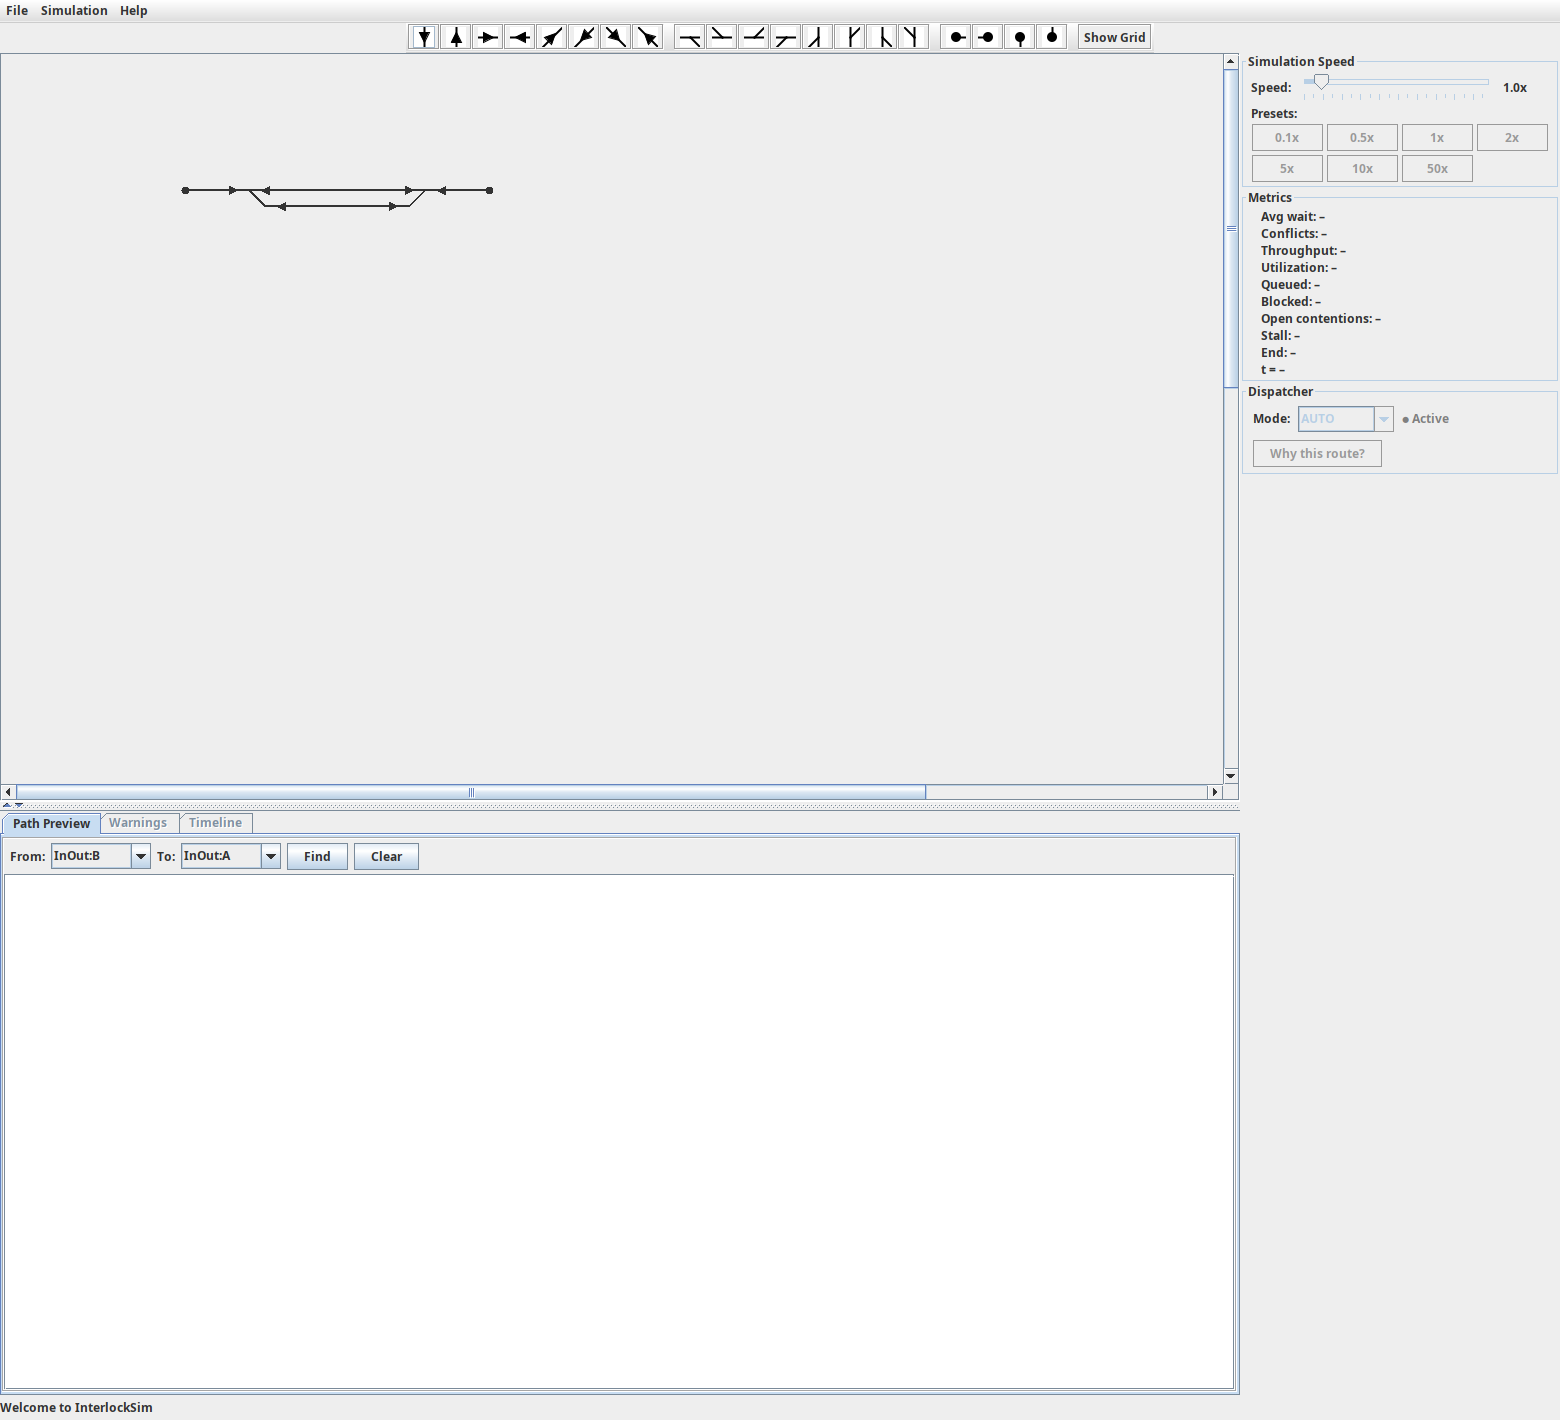 File Simulation Help
Show Grid
Simulation Speed
Speed: 1.0x
Presets:
0.1x 0.5x 1x 2x
5x 10x 50x
Metrics
Avg wait: –
Conflicts: –
Throughput: –
Utilization: –
Queued: –
Blocked: –
Open contentions: –
Stall: –
End: –
t = –
Dispatcher
Mode: AUTO ● Active
Why this route?
Path Preview Warnings Timeline
From: InOut:B To: InOut:A Find Clear
Welcome to InterlockSim